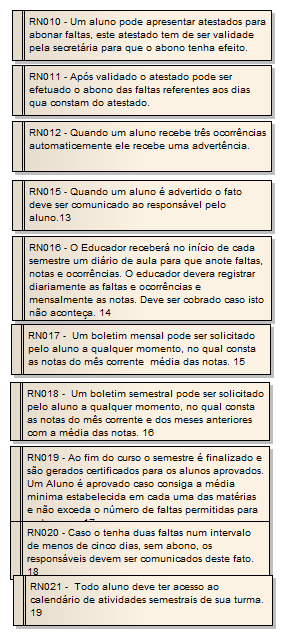 RN010 - Um aluno pode apresentar atestados para
abonar faltas, este atestado tem de ser validade
pela secretária para que o abono tenha efeito.
RN011 - Após validado o atestado pode ser
efetuado o abono das faltas referentes aos dias
qua constam do atestado.
RN012 - Quando um aluno recebe três ocorrências
automaticamente ele recebe uma advertência.
RN015 - Quando um aluno é advertido o fato
deve ser comunicado ao responsável pelo
aluno.13
RN016 - O Educador receberá no início de cada
semestre um diário de aula para que anote faltas,
notas e ocorrências. O educador devera registrar
diariamente as faltas e ocorrências e
mensalmente as notas. Deve ser cobrado caso isto
não aconteça. 14
RN017 - Um boletim mensal pode ser solicitado
pelo aluno a qualquer momento, no qual consta
as notas do mês corrente média das notas. 15
RN018 - Um boletim semestral pode ser solicitado
pelo aluno a qualquer momento, no qual consta
as notas do mês corrente e dos meses anteriores
com a média das notas. 16
RN019 - Ao fim do curso o semestre é finalizado e
são gerados certificados para os alunos aprovados.
Um Aluno é aprovado caso consiga a média
minima estabelecida em cada uma das matérias
e não exceda o número de faltas permitidas para
RN020 - Caso o tenha duas faltas num intervalo
de menos de cinco dias, sem abono, os
responsáveis devem ser comunicados deste fato.
18
RN021 - Todo aluno deve ter acesso ao
calendário de atividades semestrais de sua turma.
19